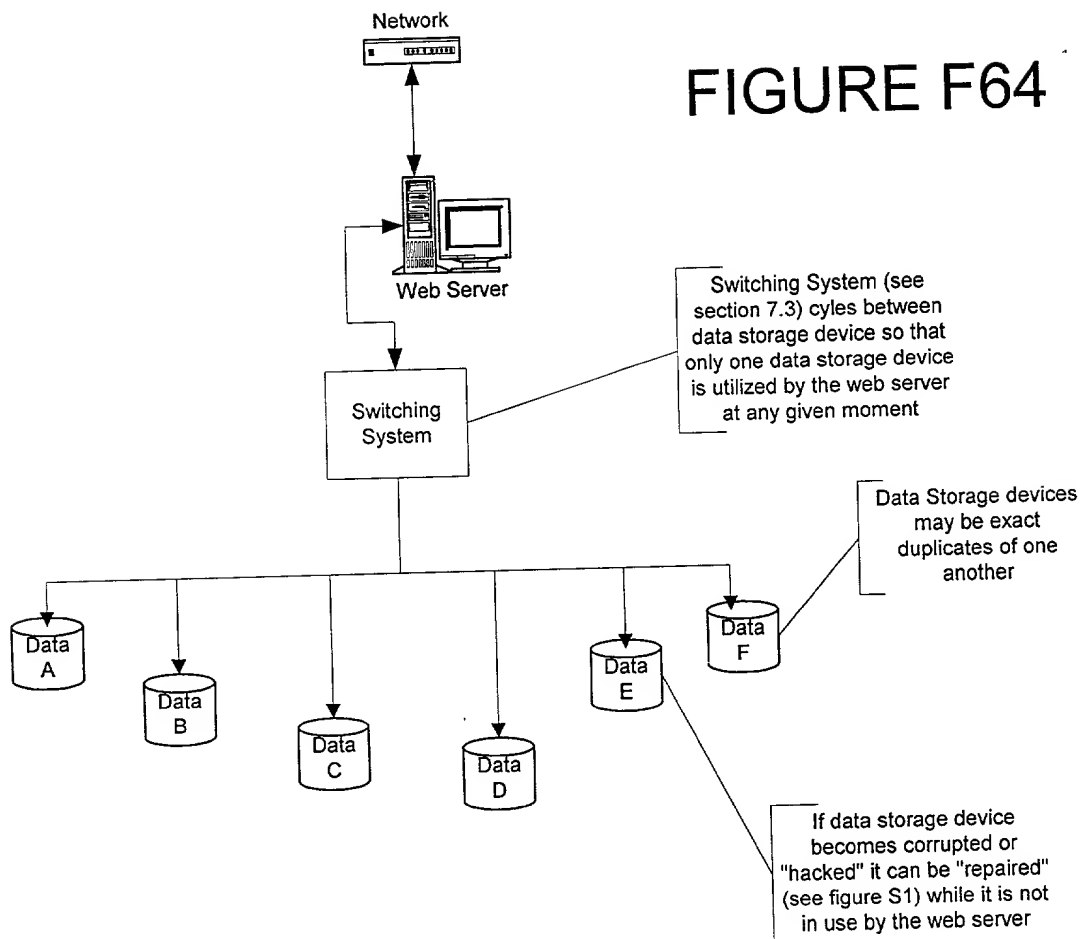 Network
FIGURE F64
Web Server
Switching System (see
section 7.3) cyles between
data storage device so that
only one data storage device
is utilized by the web server
at any given moment
Switching
System
Data Storage devices
may be exact
duplicates of one
another
Data
A
Data
B
Data
C
Data
D
Data
E
Data
F
If data storage device
becomes corrupted or
"hacked" it can be "repaired"
(see figure S1) while it is not
in use by the web server